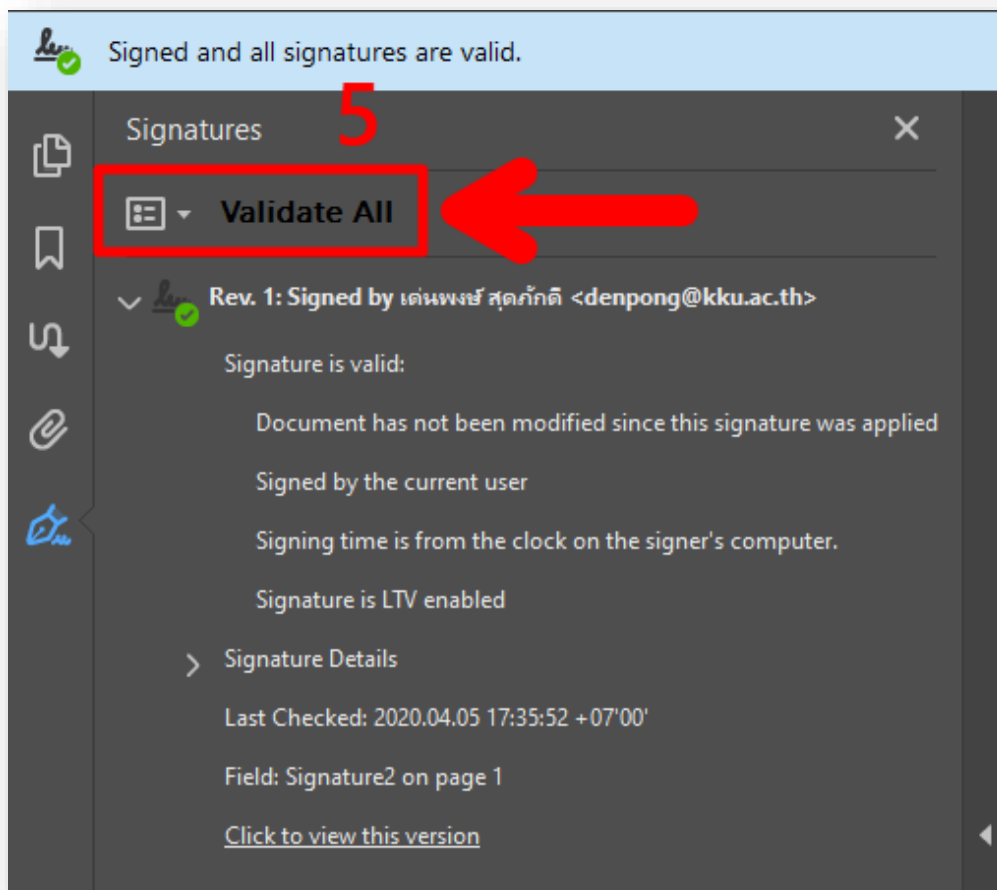 Signed and all signatures are valid.
5
Signatures
Validate All
Rev. 1: Signed by เด่นพงษ์ สุดภักดี <denpong@kku.ac.th>
Signature is valid:
Document has not been modified since this signature was applied
Signed by the current user
Signing time is from the clock on the signer's computer.
Signature is LTV enabled
Signature Details
Last Checked: 2020.04.05 17:35:52 +07'00'
Field: Signature2 on page 1
Click to view this version